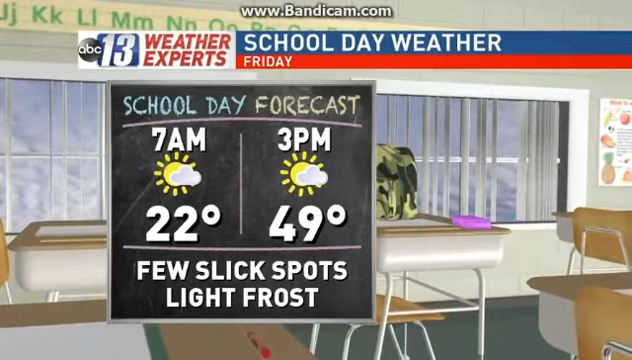 www.Bandicam.com
Jj Kk Ll Mm Nn Oo
abc 13 WEATHER EXPERTS
SCHOOL DAY WEATHER
FRIDAY
SCHOOL DAY FORECAST
7AM 3PM
22° 49°
FEW SLICK SPOTS
LIGHT FROST